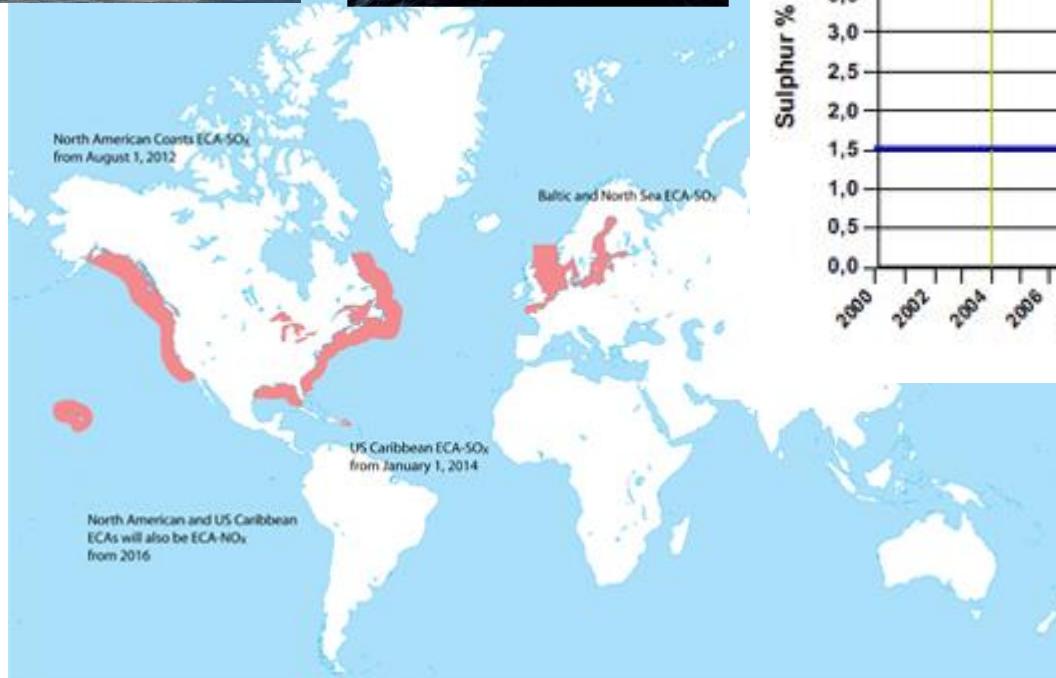 North American Coasts ECA-SOₓ
from August 1, 2012
Baltic and North Sea ECA-SOₓ
US Caribbean ECA-SOₓ
from January 1, 2014
North American and US Caribbean
ECAs will also be ECA-NOₓ
from 2016
Sulphur %
3,0
2,5
2,0
1,5
1,0
0,5
0,0
2000
2002
2004
2006